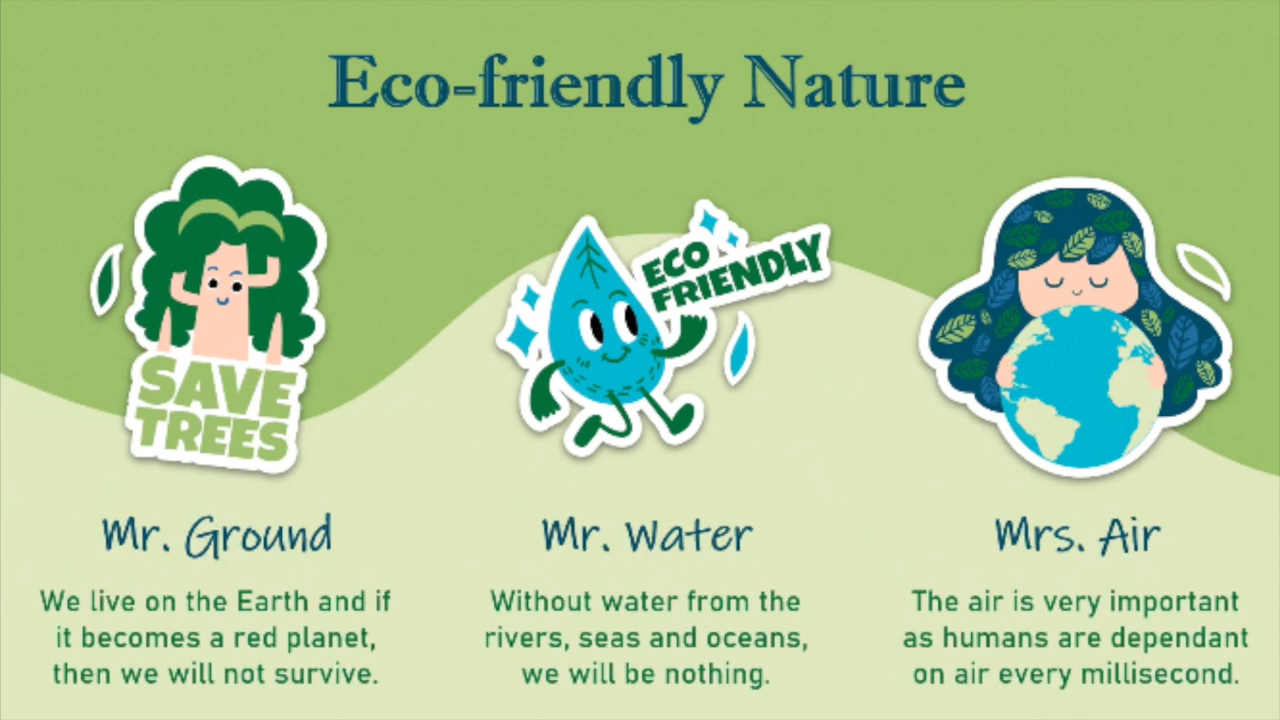 Eco-friendly Nature
SAVE
TREES
ECO
FRIENDLY
Mr. Ground
We live on the Earth and if
it becomes a red planet,
then we will not survive.
Mr. Water
Without water from the
rivers, seas and oceans,
we will be nothing.
Mrs. Air
The air is very important
as humans are dependant
on air every millisecond.